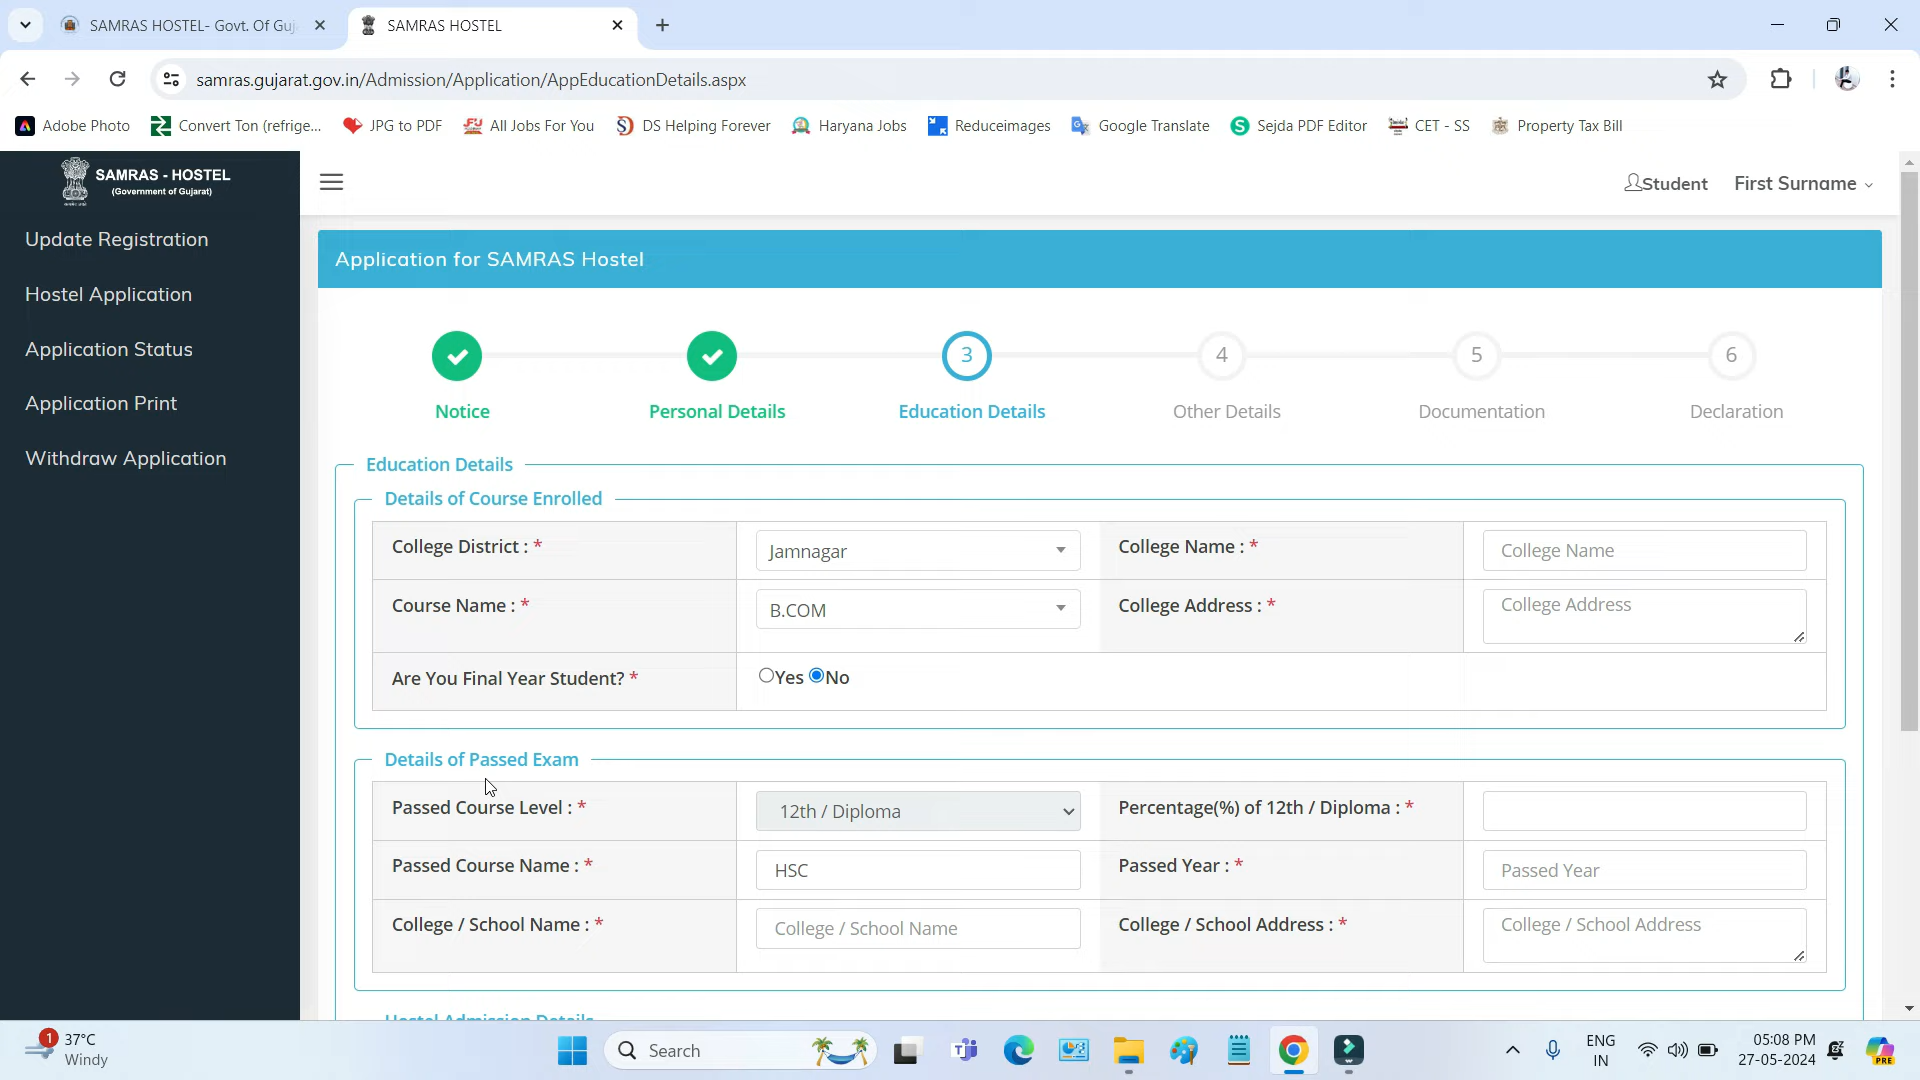 SAMRAS HOSTEL- Govt. Of Guj
SAMRAS HOSTEL
samras.gujarat.gov.in/Admission/Application/AppEducationDetails.aspx
Adobe Photo
Convert Ton (refrige...
JPG to PDF
All Jobs For You
DS Helping Forever
Haryana Jobs
Reduceimages
Google Translate
Sejda PDF Editor
CET - SS
Property Tax Bill
SAMRAS - HOSTEL
(Government of Gujarat)
Student
First Surname
Update Registration
Hostel Application
Application Status
Application Print
Withdraw Application
Application for SAMRAS Hostel
3 4 5 6
Notice
Personal Details
Education Details
Other Details
Documentation
Declaration
Education Details
Details of Course Enrolled
College District : *
Jamnagar
College Name : *
College Name
Course Name : *
B.COM
College Address : *
College Address
Are You Final Year Student? *
Yes No
Details of Passed Exam
Passed Course Level : *
12th / Diploma
Percentage(%) of 12th / Diploma : *
Passed Course Name : *
HSC
Passed Year : *
Passed Year
College / School Name : *
College / School Name
College / School Address : *
College / School Address
Hostel Admission Details
1
37°C
Windy
Search
ENG
IN
05:08 PM
27-05-2024
PRE